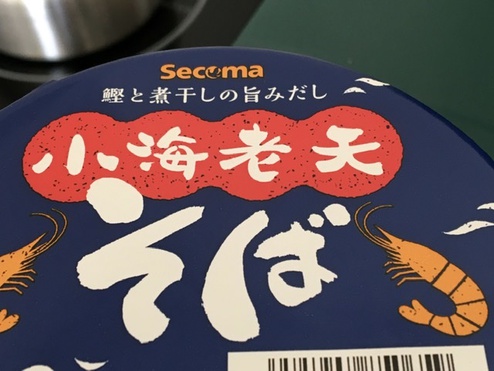 Secoma
鰹と煮干しの旨みだし
小海老天
そば